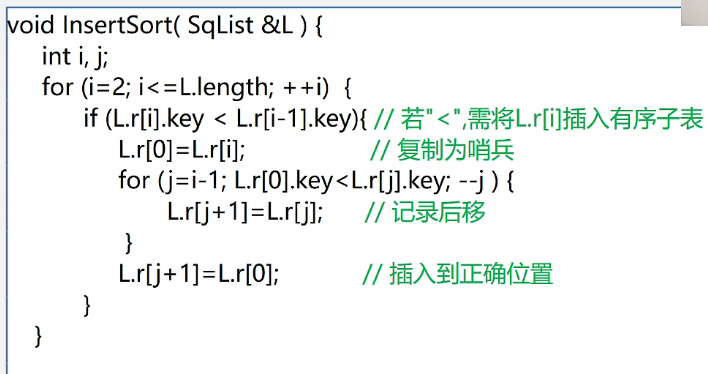 void InsertSort( SqList &L ) {
int i, j;
for (i=2; i<=L.length; ++i) {
if (L.r[i].key < L.r[i-1].key){ // 若"<",需将L.r[i]插入有序子表
L.r[0]=L.r[i]; // 复制为哨兵
for (j=i-1; L.r[0].key<L.r[j].key; --j ) {
L.r[j+1]=L.r[j]; // 记录后移
}
L.r[j+1]=L.r[0]; // 插入到正确位置
}
}